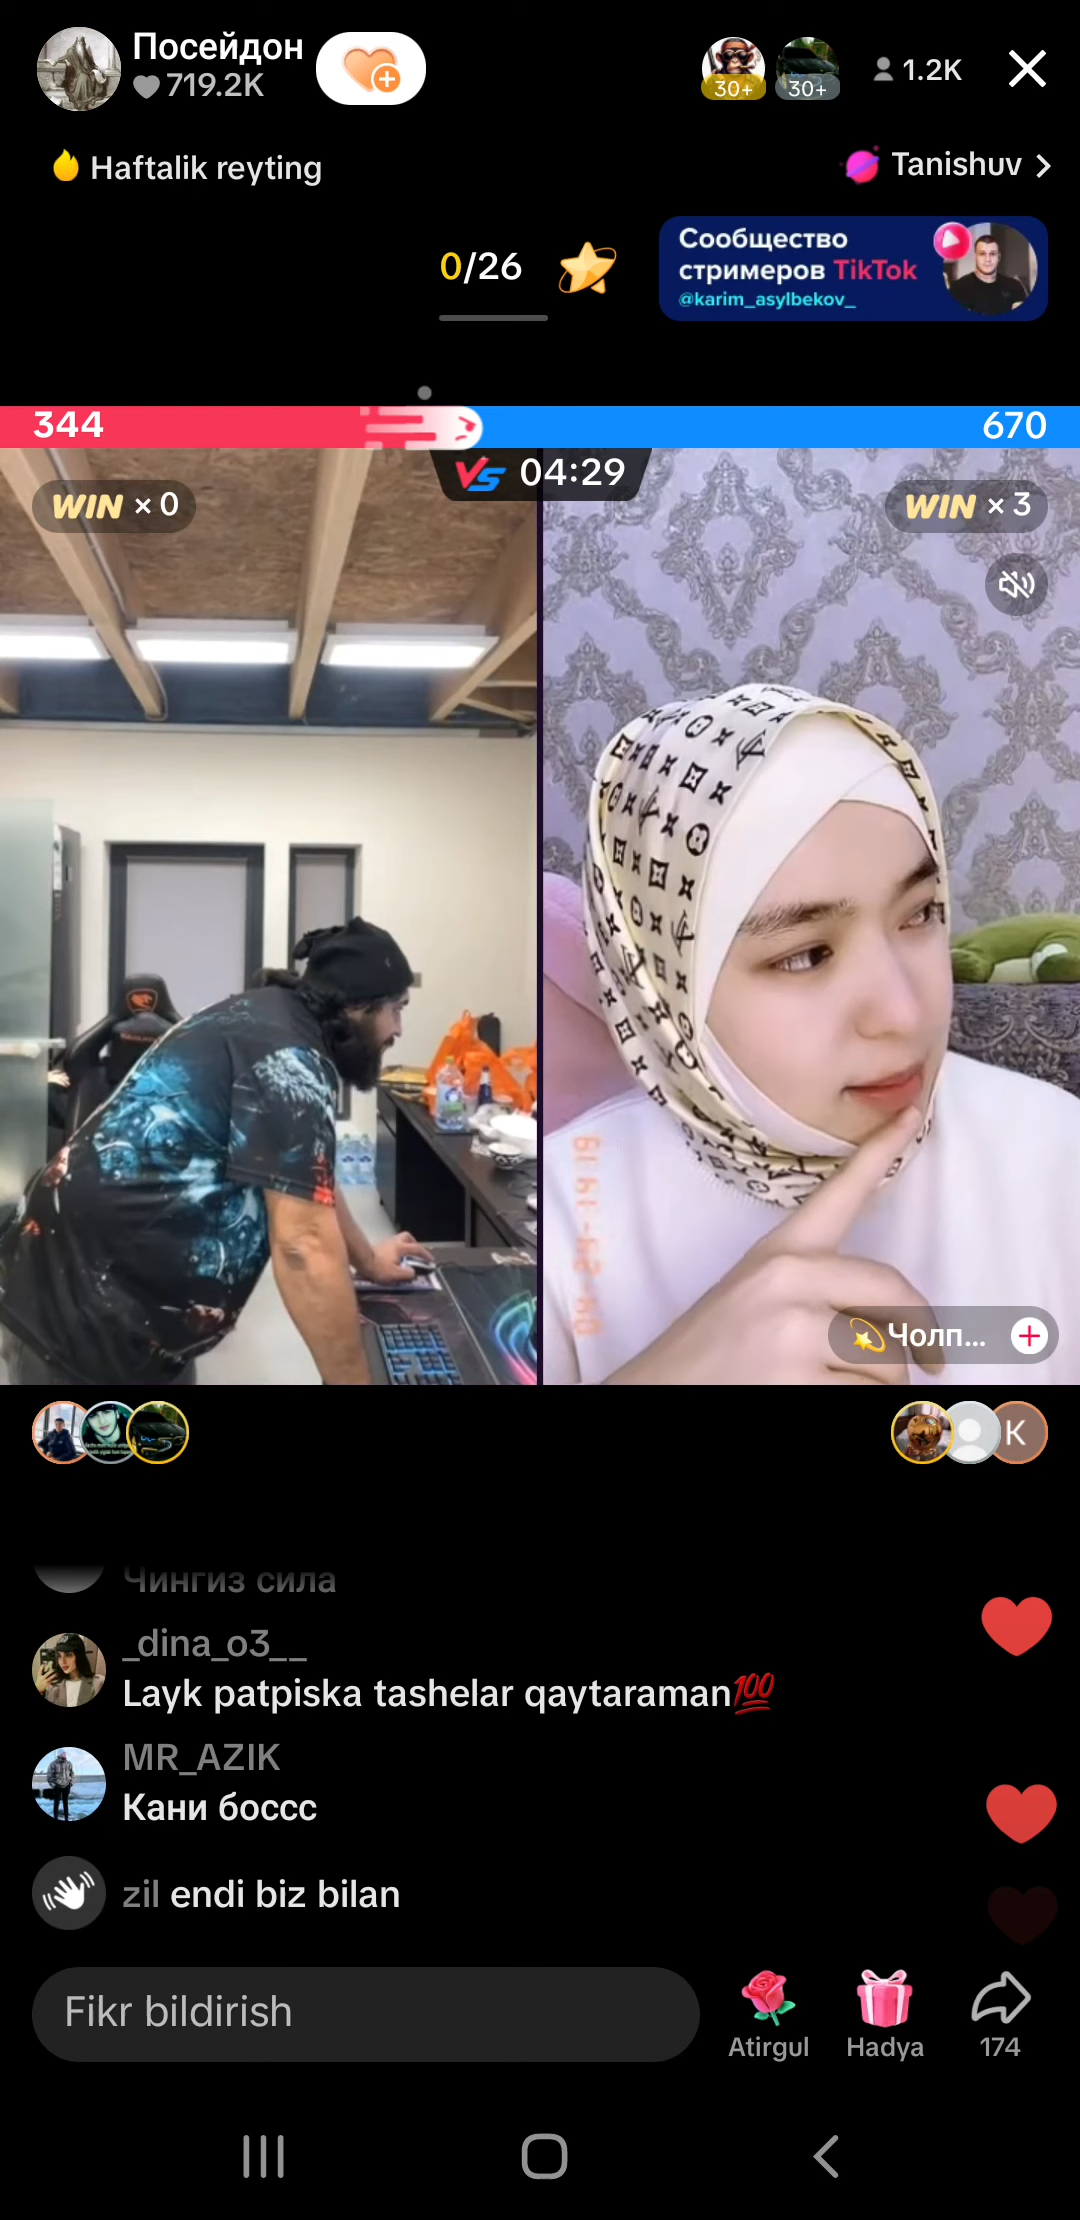 Посейдон
719.2K
30+
30+
1.2K
Haftalik reyting
Tanishuv
0/26
Сообщество
стримеров TikTok
@karim_asylbekov_
344
670
VS 04:29
WIN × 0
WIN × 3
Чолп...
K
Чингиз сила
_dina_o3__
Layk patpiska tashelar qaytaraman💯
MR_AZIK
Кани боссс
zil endi biz bilan
Fikr bildirish
Atirgul
Hadya
174